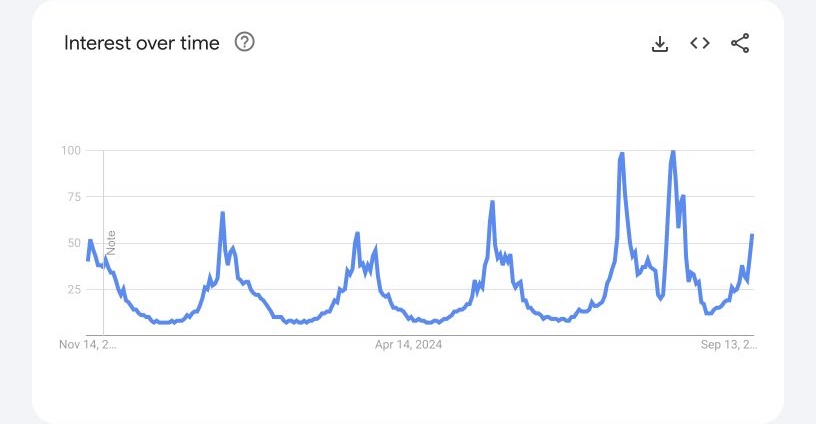 Interest over time
100
75
50
25
Note
Nov 14, 2...
Apr 14, 2024
Sep 13, 2...